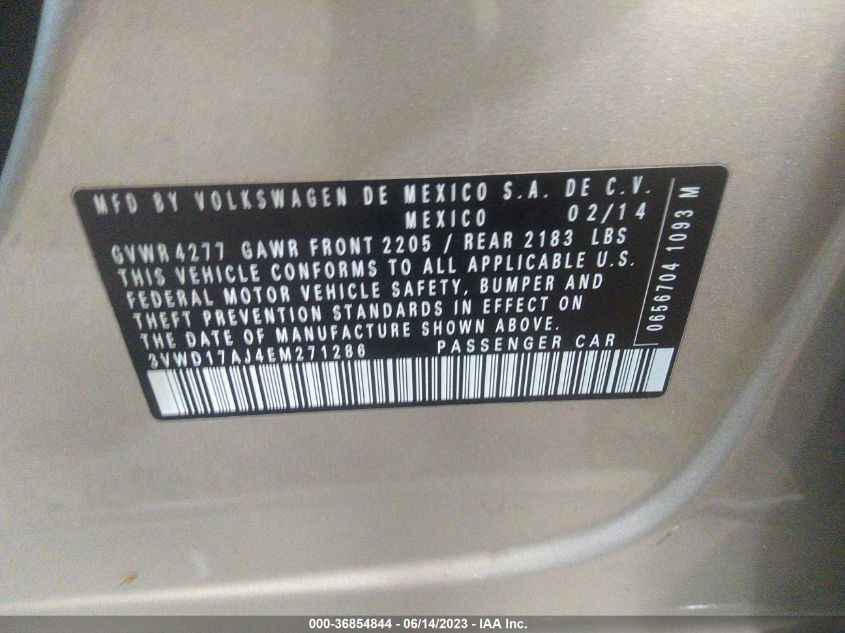 MFD BY VOLKSWAGEN DE MEXICO S.A. DE C.V.
MEXICO 02/14
GVWR 4277 GAWR FRONT 2205 / REAR 2183 LBS
THIS VEHICLE CONFORMS TO ALL APPLICABLE U.S.
FEDERAL MOTOR VEHICLE SAFETY, BUMPER AND
THEFT PREVENTION STANDARDS IN EFFECT ON
THE DATE OF MANUFACTURE SHOWN ABOVE.
3VWD17AJ4EM271286 PASSENGER CAR
0656704 1093 M
000-36854844 - 06/14/2023 - IAA Inc.